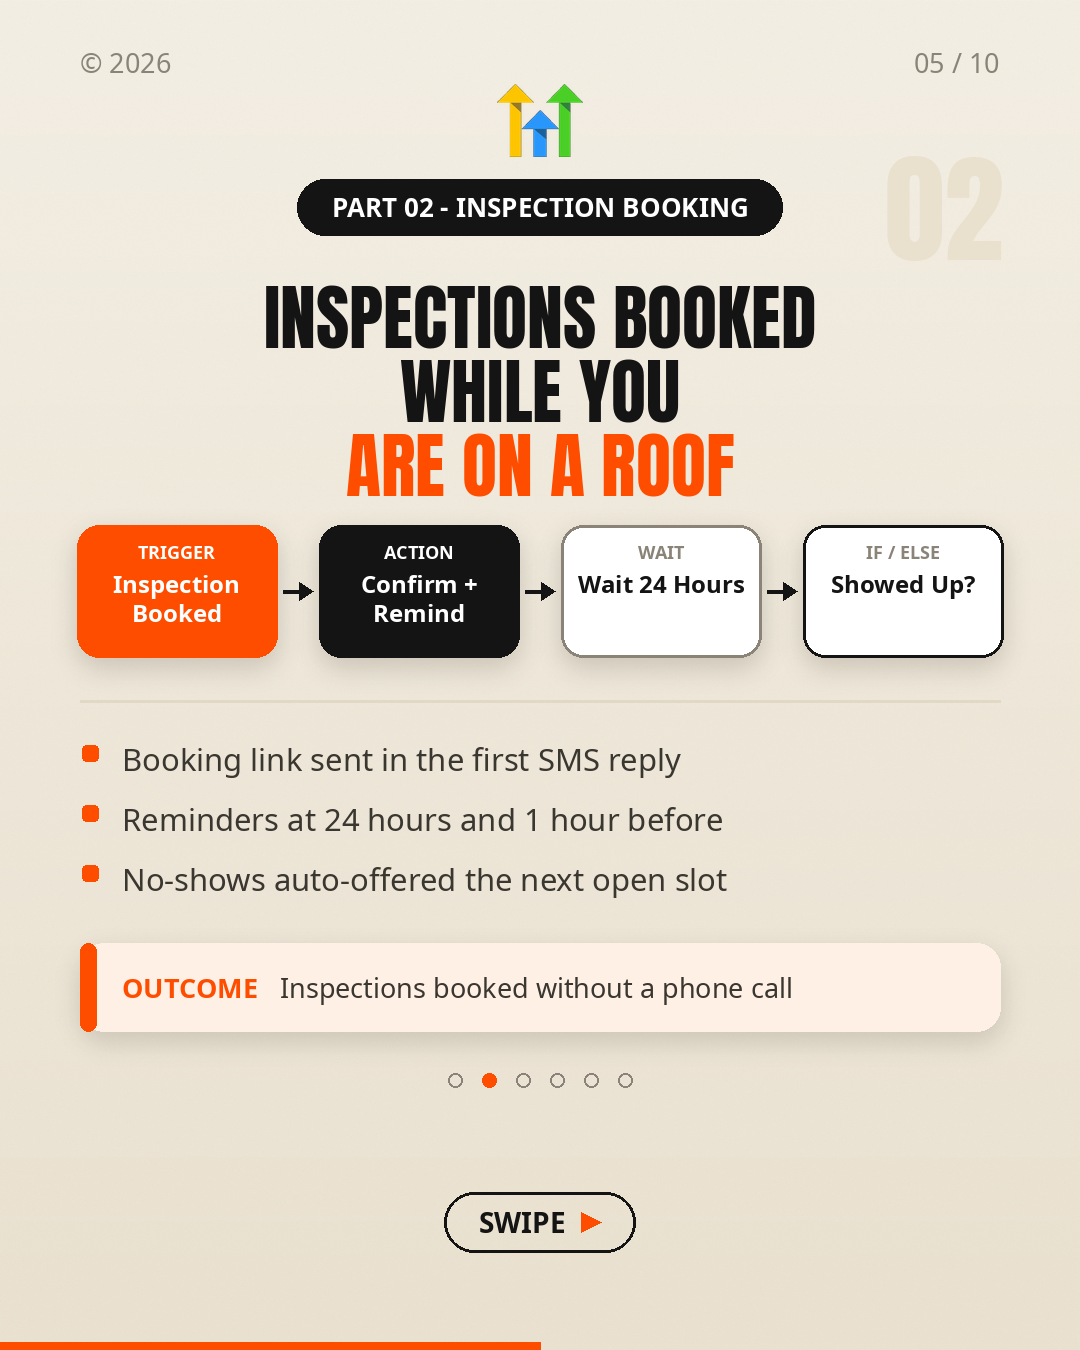 © 2026
05 / 10
PART 02 - INSPECTION BOOKING
02
INSPECTIONS BOOKED
WHILE YOU
ARE ON A ROOF
TRIGGER
Inspection
Booked
ACTION
Confirm +
Remind
WAIT
Wait 24 Hours
IF / ELSE
Showed Up?
Booking link sent in the first SMS reply
Reminders at 24 hours and 1 hour before
No-shows auto-offered the next open slot
OUTCOME Inspections booked without a phone call
SWIPE